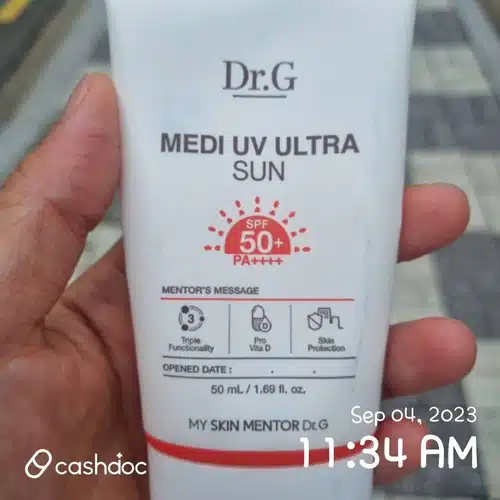 Dr.G
MEDI UV ULTRA
SUN
SPF
50+
PA++++
MENTOR'S MESSAGE
3
Triple
Functionality
D
Pro
Vita D
Skin
Protection
OPENED DATE : . .
50 mL / 1.69 fl. oz.
MY SKIN MENTOR Dr.G
Sep 04, 2023
11:34 AM
cashdoc